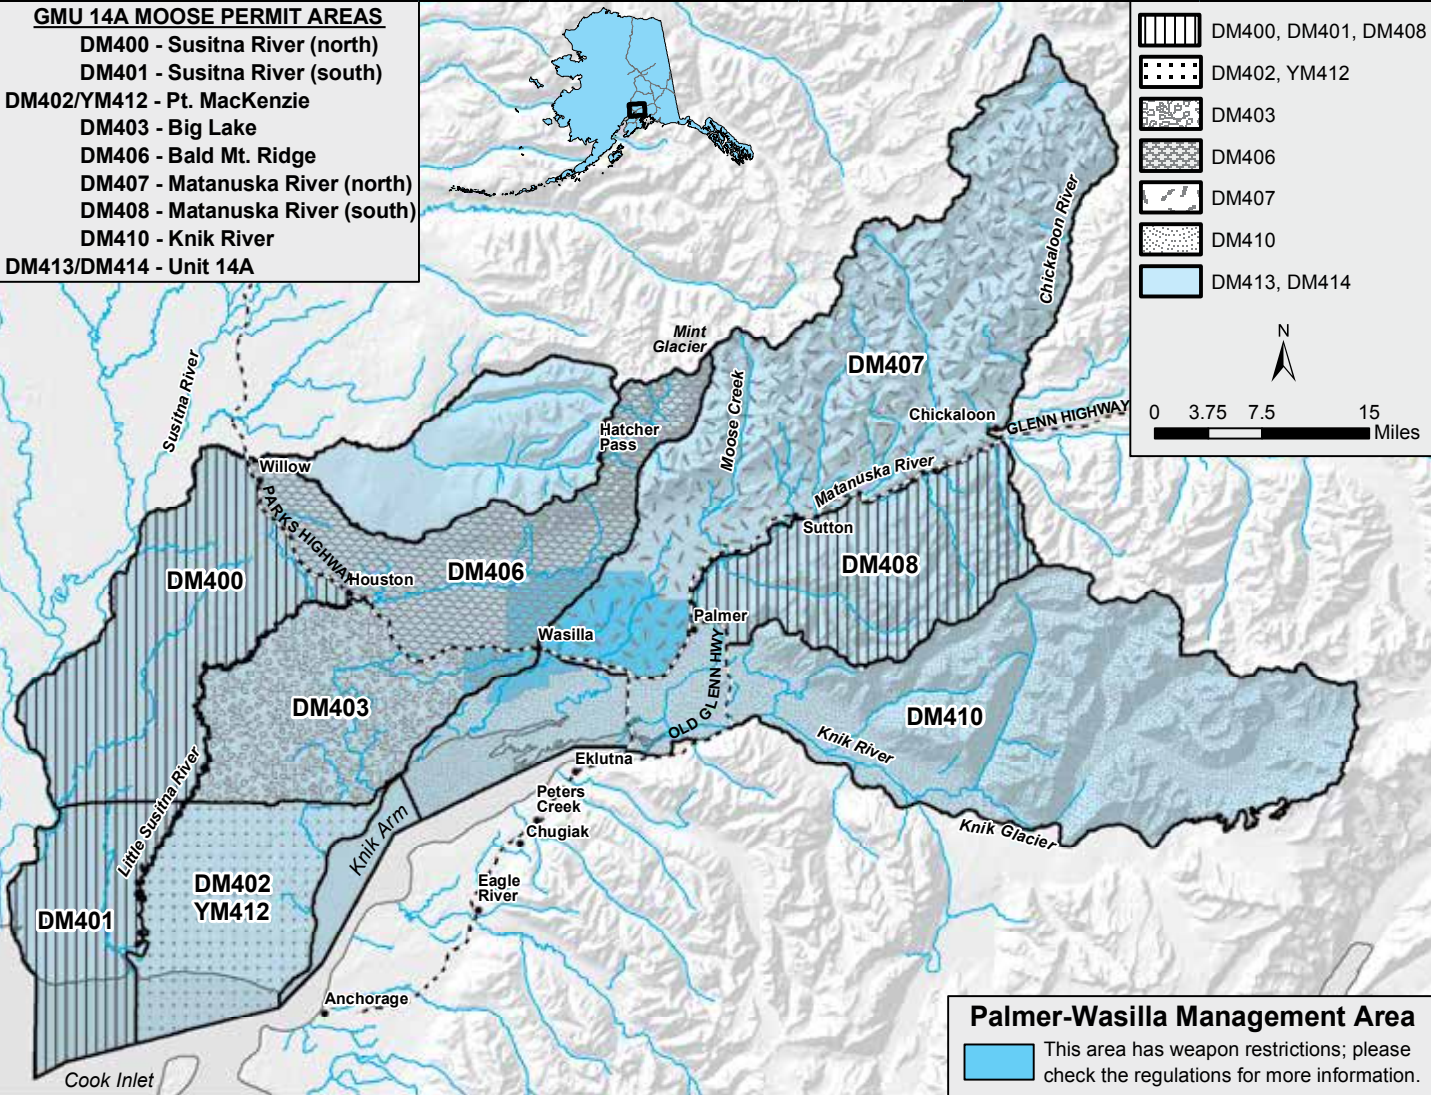 GMU 14A MOOSE PERMIT AREAS
DM400 - Susitna River (north)
DM401 - Susitna River (south)
DM402/YM412 - Pt. MacKenzie
DM403 - Big Lake
DM406 - Bald Mt. Ridge
DM407 - Matanuska River (north)
DM408 - Matanuska River (south)
DM410 - Knik River
DM413/DM414 - Unit 14A
DM400, DM401, DM408
DM402, YM412
DM403
DM406
DM407
DM410
DM413, DM414
N
0 3.75 7.5 15
Miles
Chickaloon River
Mint
Glacier
Susitna River
DM407
Moose Creek
Chickaloon
GLENN HIGHWAY
Hatcher
Pass
Willow
Matanuska River
PARKS HIGHWAY
Sutton
DM400
Houston
DM406
DM408
Palmer
Wasilla
OLD GLENN HWY
DM403
DM410
Knik River
Little Susitna River
Eklutna
Peters
Creek
Chugiak
Knik Arm
Knik Glacier
DM402
YM412
Eagle
River
DM401
Anchorage
Cook Inlet
Palmer-Wasilla Management Area
This area has weapon restrictions; please
check the regulations for more information.